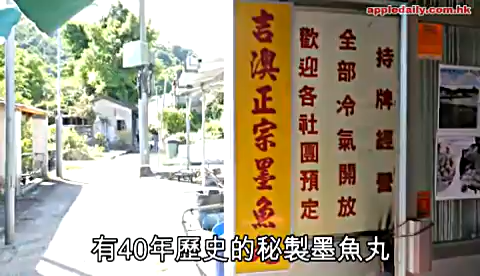 appledaily.com.hk
持牌經營
全部冷氣開放
歡迎各社團預定
吉澳正宗墨魚
有40年歷史的秘製墨魚丸